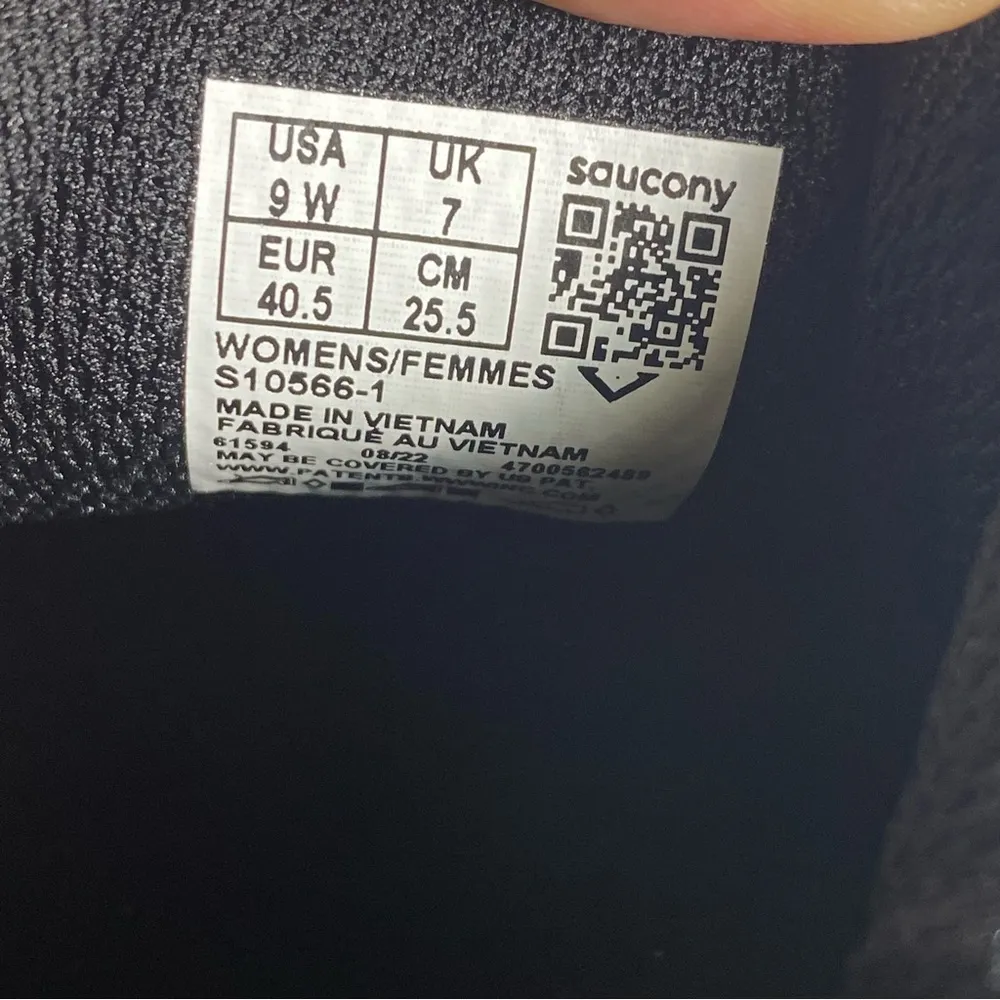 USA UK
9 W 7
EUR CM
40.5 25.5
saucony
WOMENS/FEMMES
S10566-1
MADE IN VIETNAM
FABRIQUÉ AU VIETNAM
61594 08/22 4700562489
MAY BE COVERED BY US PAT.